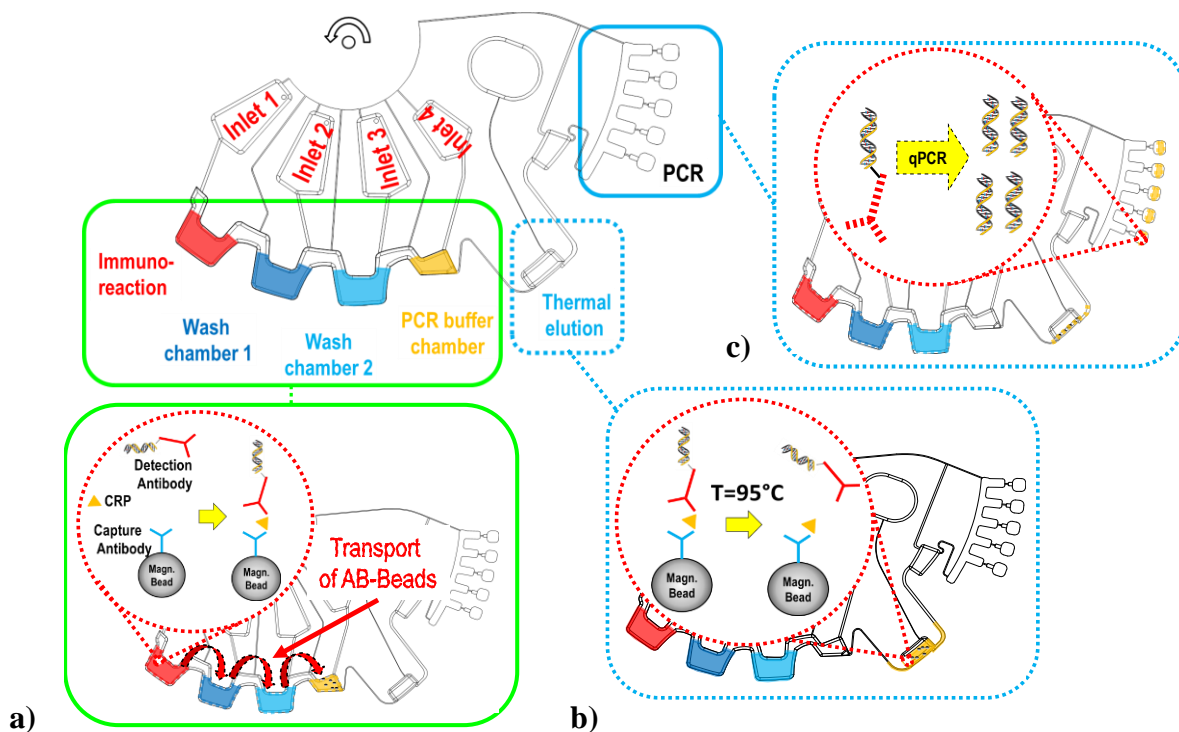 Inlet 1
Inlet 2
Inlet 3
Inlet 4
PCR
Immuno-
reaction
Wash
chamber 1
Wash
chamber 2
PCR buffer
chamber
Thermal
elution
qPCR
c)
Detection
Antibody
CRP
Capture
Antibody
Magn.
Bead
Magn.
Bead
Transport
of AB-Beads
a)
T=95°C
Magn.
Bead
Magn.
Bead
b)